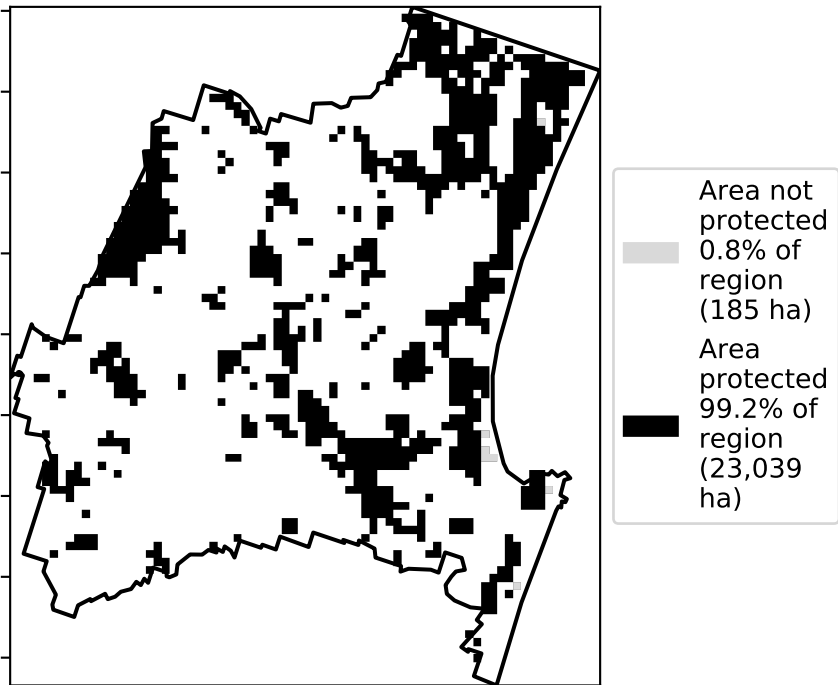 Area not
protected
0.8% of
region
(185 ha)
Area
protected
99.2% of
region
(23,039
ha)